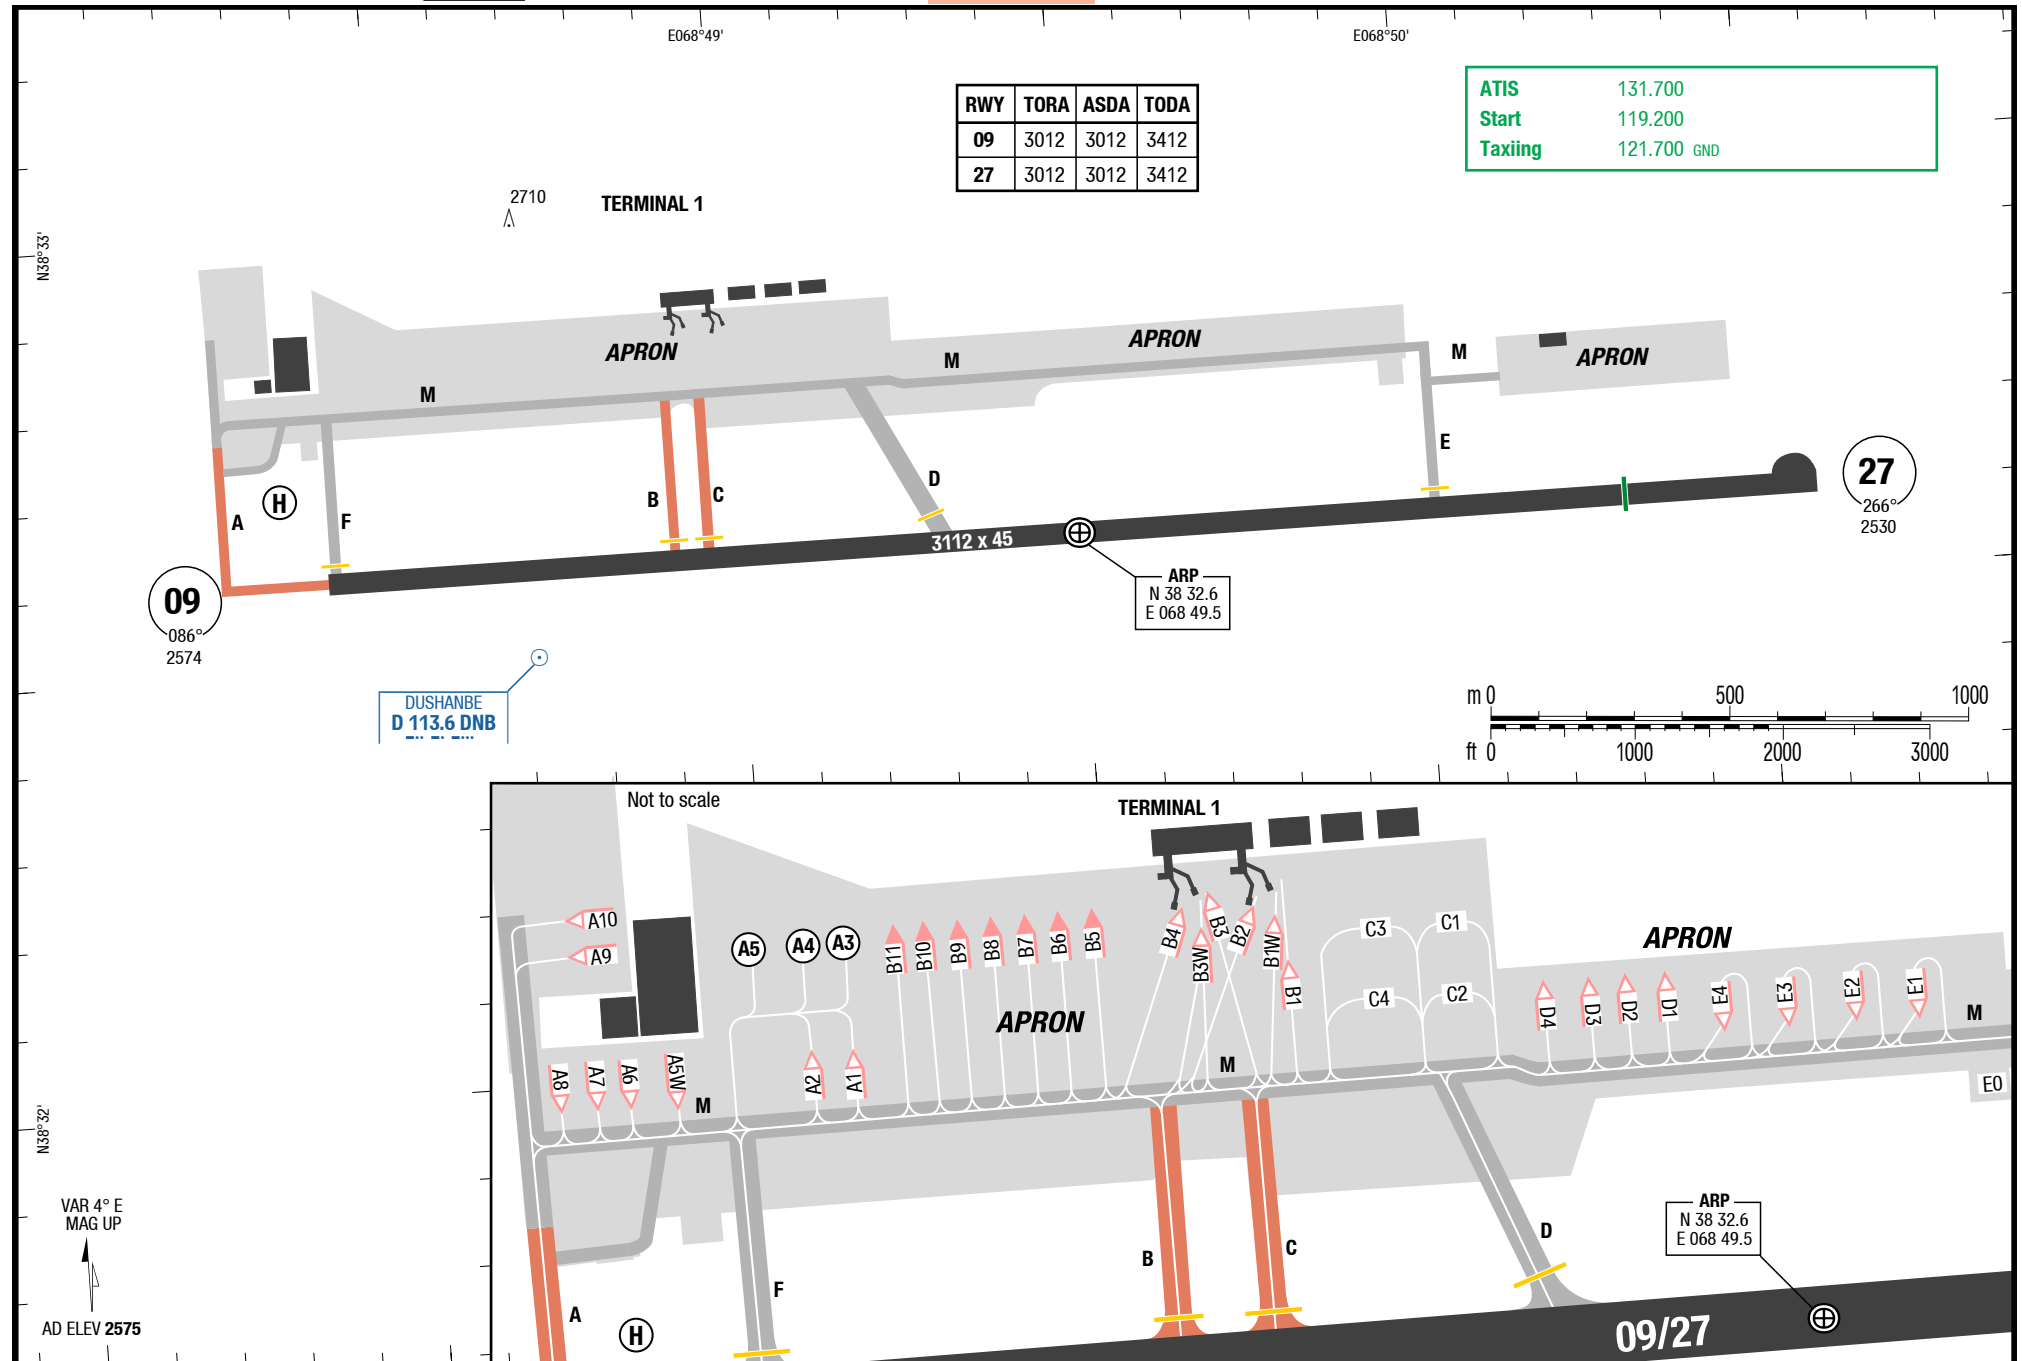 E068°49'
E068°50'
RWY TORA ASDA TODA
09 3012 3012 3412
27 3012 3012 3412
ATIS 131.700
Start 119.200
Taxiing 121.700 GND
2710
TERMINAL 1
N38°33'
APRON
APRON
APRON
M
M
M
A
H
F
B
C
D
E
3112 x 45
27
266°
2530
09
086°
2574
ARP
N 38 32.6
E 068 49.5
DUSHANBE
D 113.6 DNB
m 0 500 1000
ft 0 1000 2000 3000
Not to scale
TERMINAL 1
A10
A9
A5
A4
A3
B11
B10
B9
B8
B7
B6
B5
B4
B3W
B3
B2
B1W
B1
C3
C1
C4
C2
APRON
APRON
D4
D3
D2
D1
E4
E3
E2
E1
M
M
M
E0
A8
A7
A6
A5W
A2
A1
N38°32'
VAR 4° E
MAG UP
AD ELEV 2575
A
H
F
B
C
D
ARP
N 38 32.6
E 068 49.5
09/27